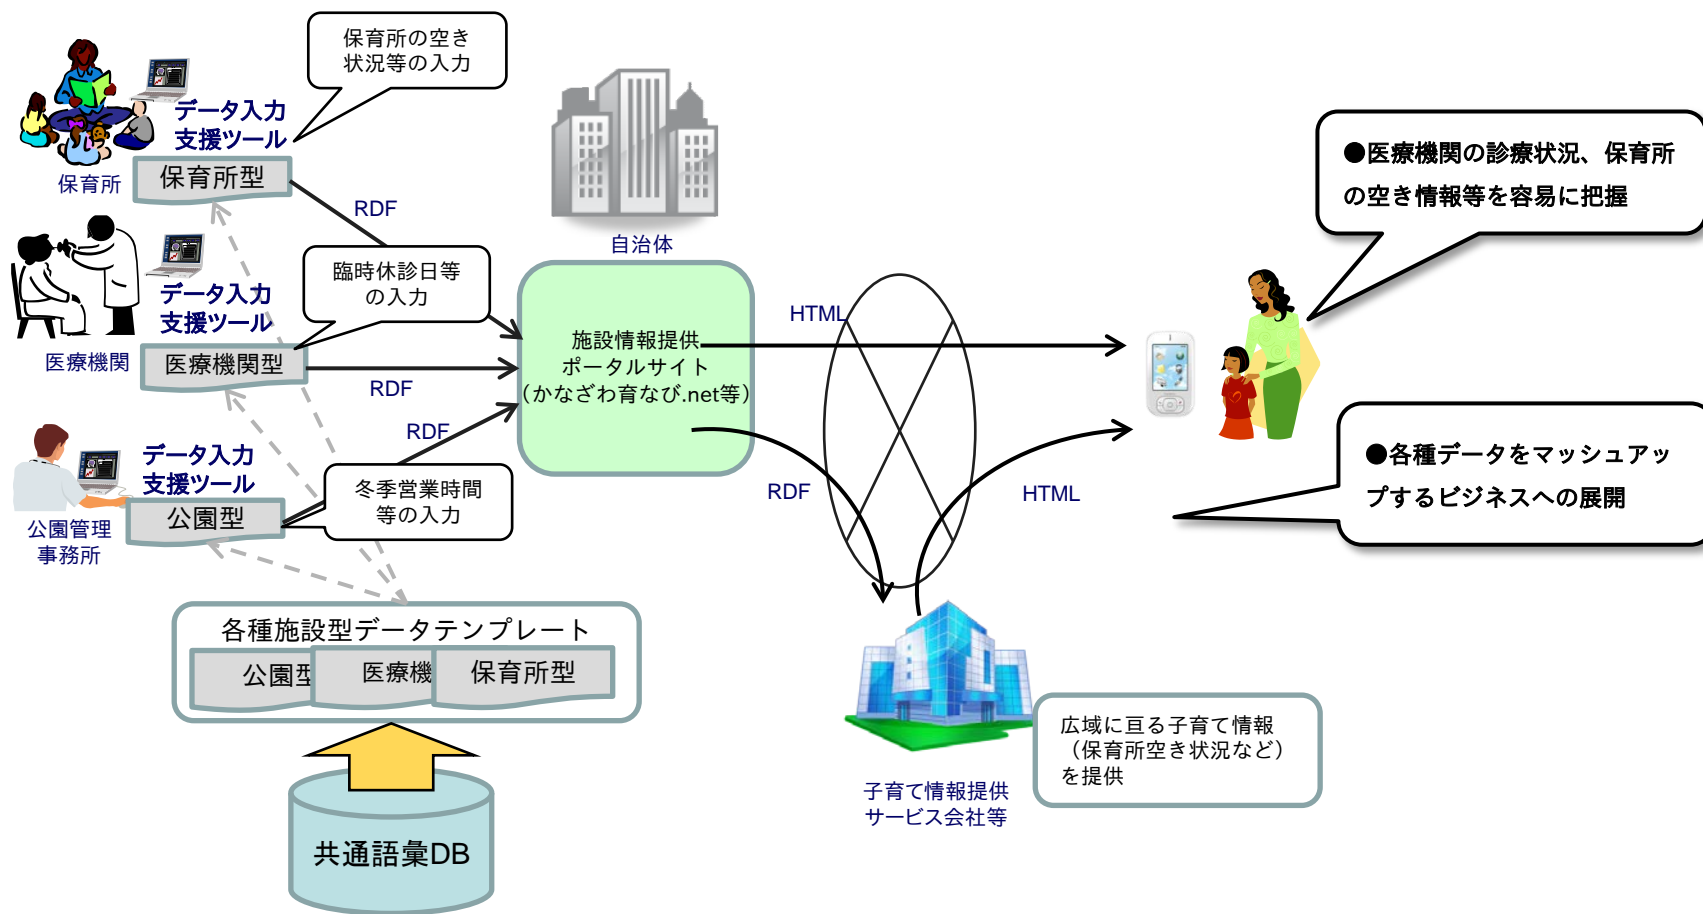 保育所の空き
状況等の入力
データ入力
支援ツール
保育所型
保育所
RDF
自治体
臨時休診日等
の入力
データ入力
支援ツール
医療機関型
医療機関
RDF
施設情報提供
ポータルサイト
(かなざわ育なび.net等)
HTML
●医療機関の診療状況、保育所
の空き情報等を容易に把握
RDF
データ入力
支援ツール
公園型
公園管理
事務所
冬季営業時間
等の入力
RDF
HTML
●各種データをマッシュアッ
プするビジネスへの展開
各種施設型データテンプレート
公園型
医療機
保育所型
共通語彙DB
子育て情報提供
サービス会社等
広域に亘る子育て情報
（保育所空き状況など）
を提供